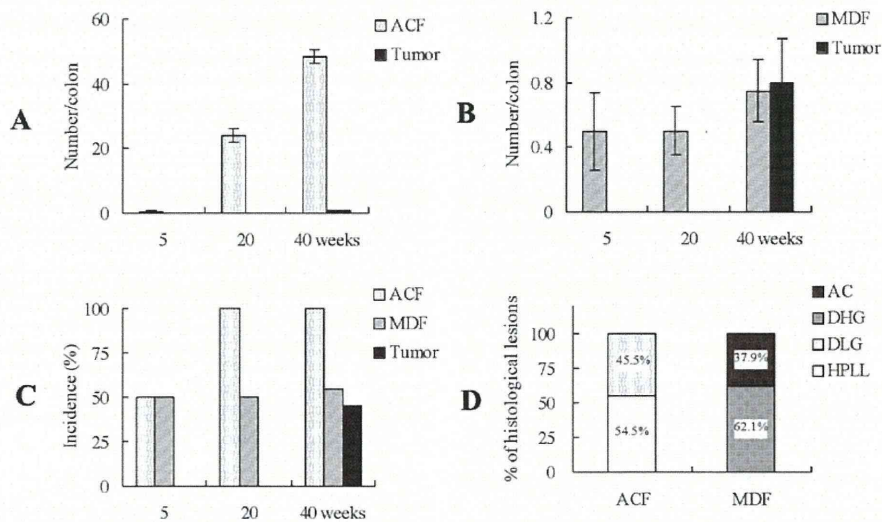 A
Number/colon
60
40
20
0
5
20
40 weeks
ACF
Tumor
B
Number/colon
1.2
0.8
0.4
0
5
20
40 weeks
MDF
Tumor
C
Incidence (%)
100
75
50
25
0
5
20
40 weeks
ACF
MDF
Tumor
D
% of histological lesions
100
75
50
25
0
45.5%
54.5%
37.9%
62.1%
ACF
MDF
AC
DHG
DLG
HPLL